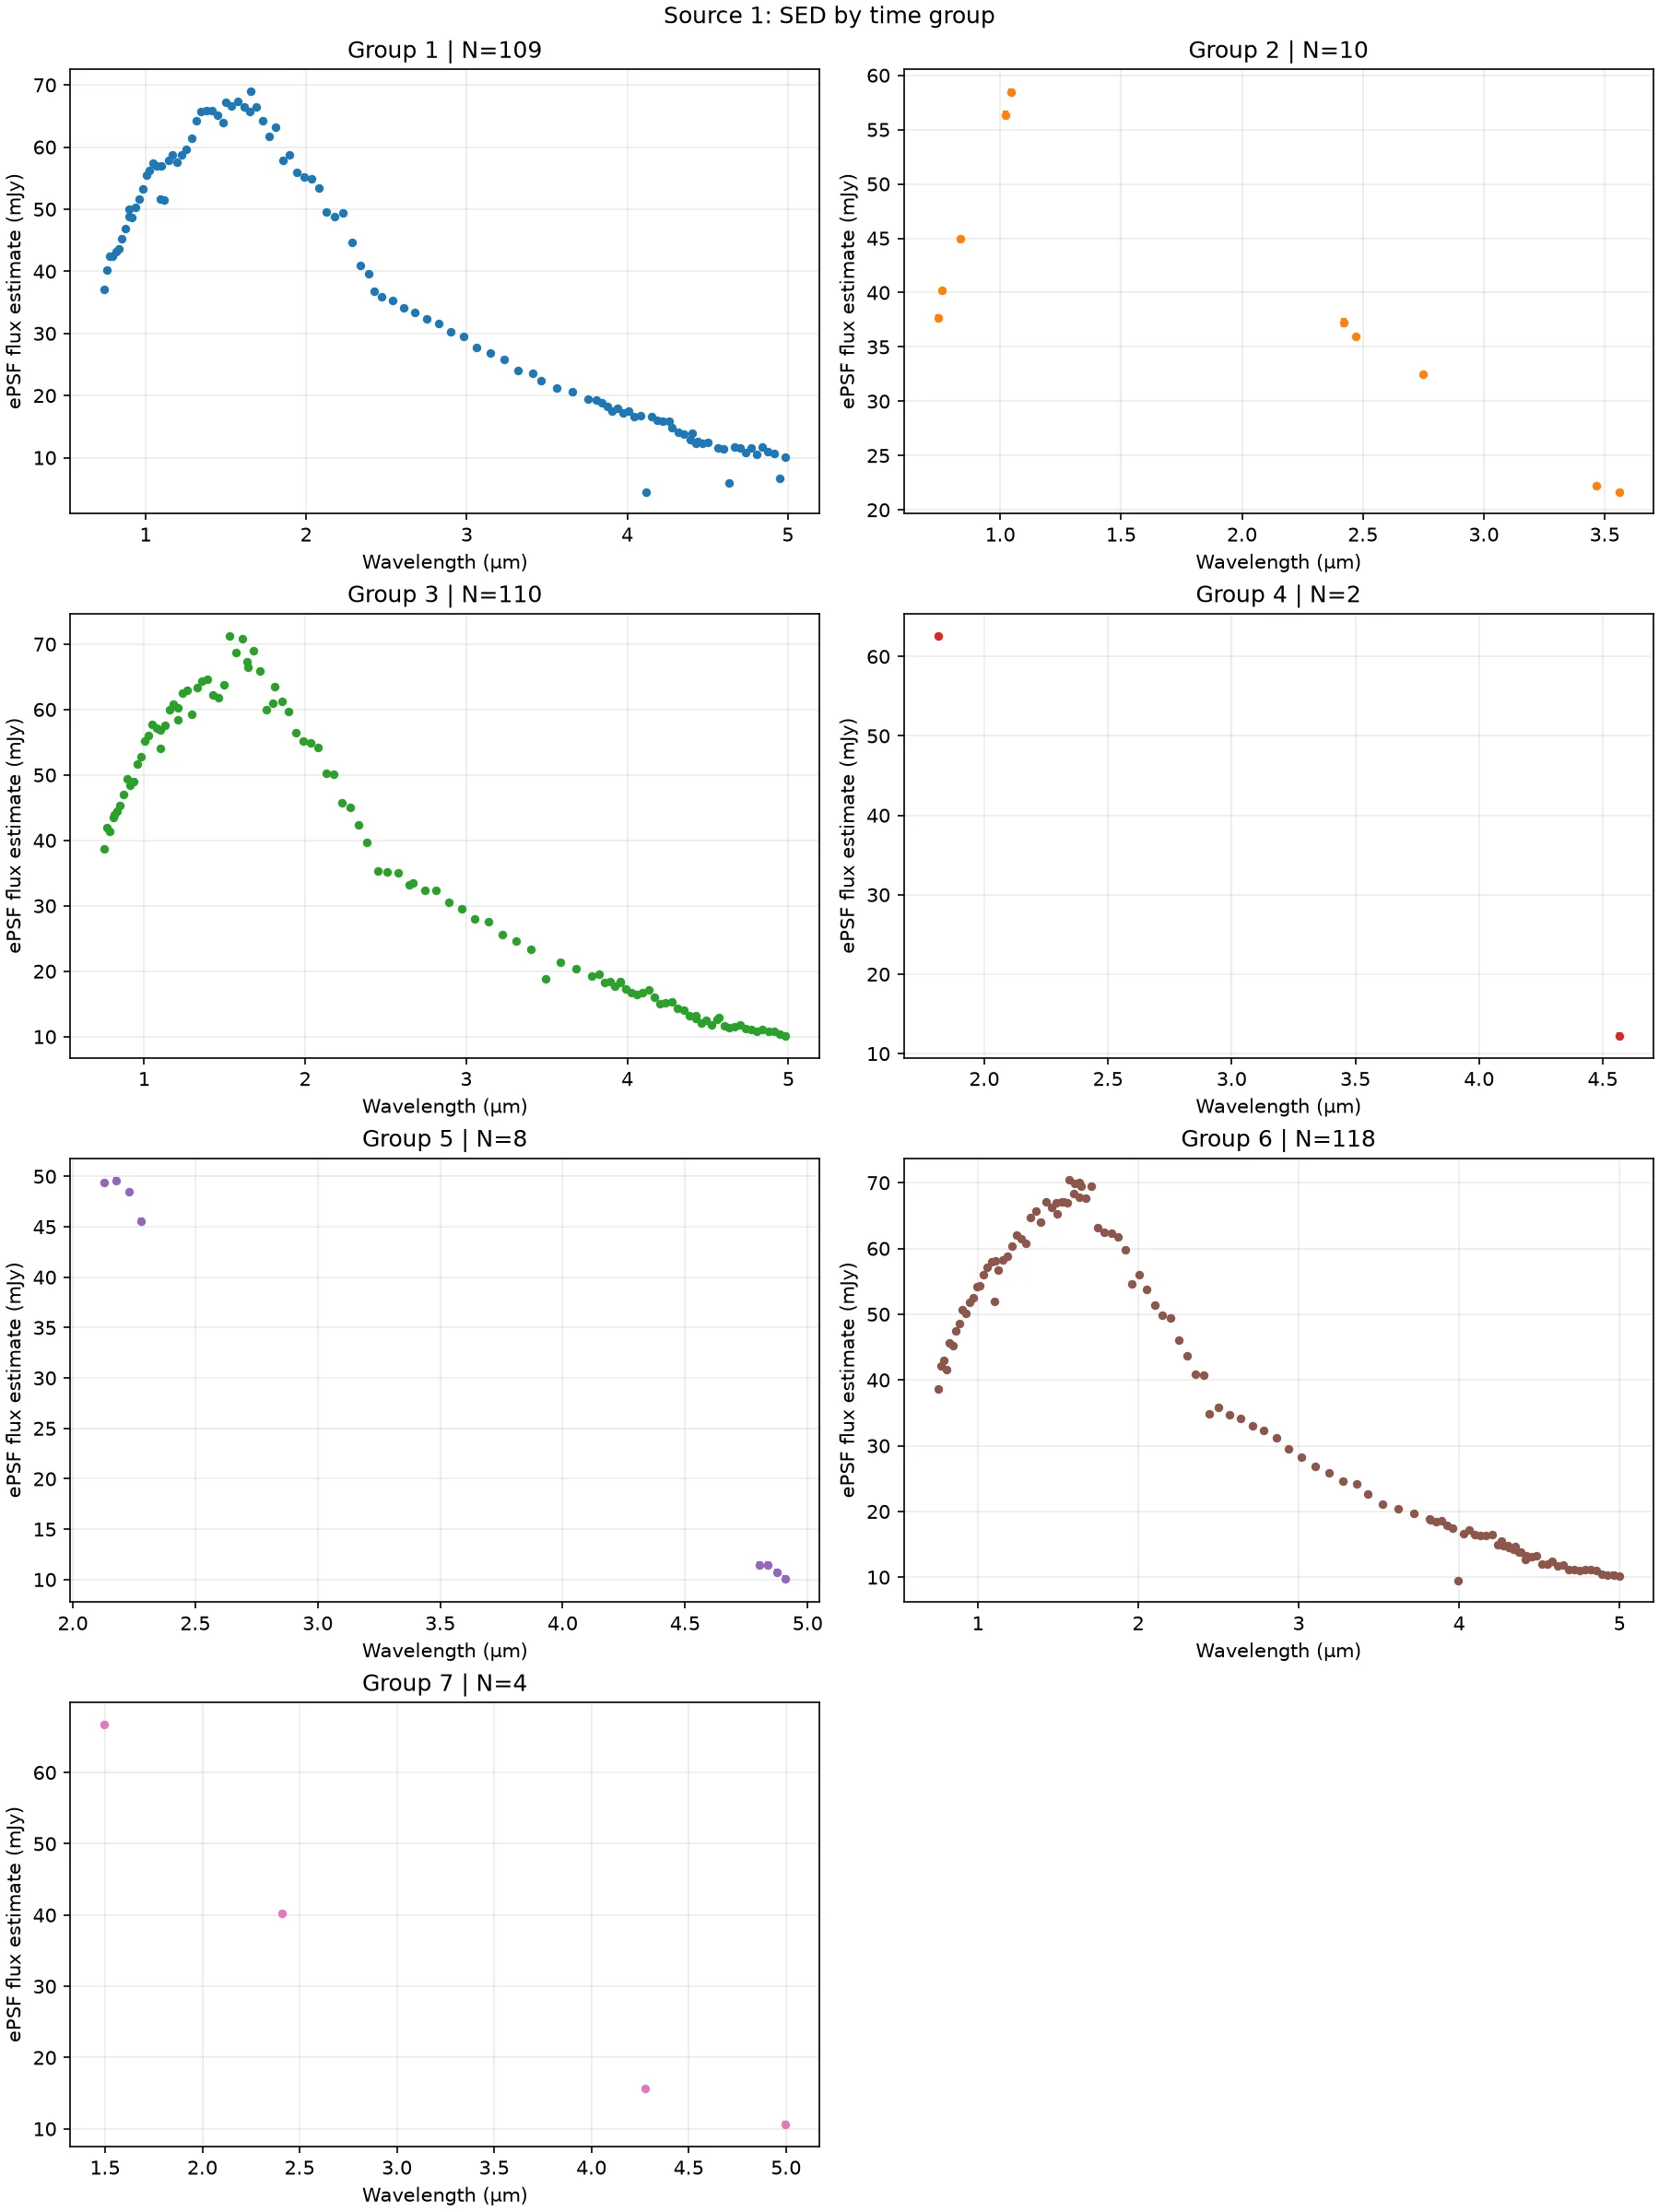 Source 1: SED by time group
Group 1 | N=109
ePSF flux estimate (mJy)
70
60
50
40
30
20
10
1 2 3 4 5
Wavelength (µm)
Group 2 | N=10
ePSF flux estimate (mJy)
60
55
50
45
40
35
30
25
20
1.0 1.5 2.0 2.5 3.0 3.5
Wavelength (µm)
Group 3 | N=110
ePSF flux estimate (mJy)
70
60
50
40
30
20
10
1 2 3 4 5
Wavelength (µm)
Group 4 | N=2
ePSF flux estimate (mJy)
60
50
40
30
20
10
2.0 2.5 3.0 3.5 4.0 4.5
Wavelength (µm)
Group 5 | N=8
ePSF flux estimate (mJy)
50
45
40
35
30
25
20
15
10
2.0 2.5 3.0 3.5 4.0 4.5 5.0
Wavelength (µm)
Group 6 | N=118
ePSF flux estimate (mJy)
70
60
50
40
30
20
10
1 2 3 4 5
Wavelength (µm)
Group 7 | N=4
ePSF flux estimate (mJy)
60
50
40
30
20
10
1.5 2.0 2.5 3.0 3.5 4.0 4.5 5.0
Wavelength (µm)